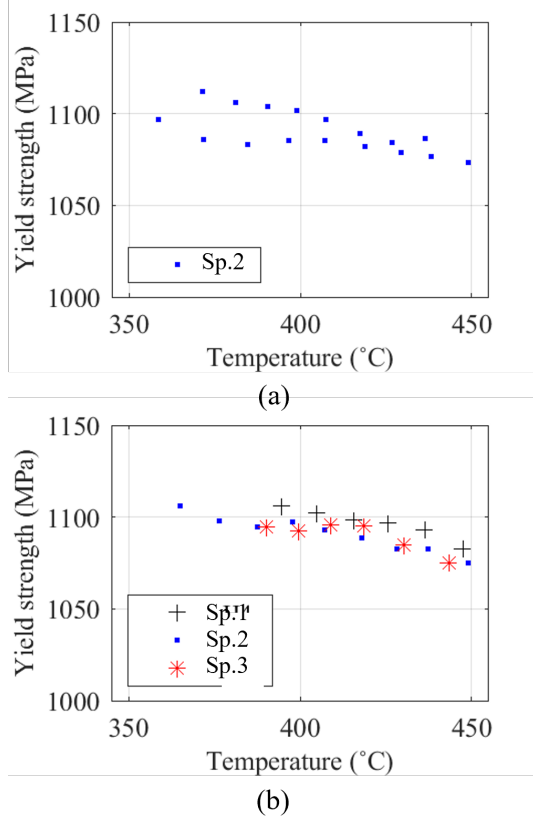 Yield strength (MPa)
1150
1100
1050
1000
Sp.2
350 400 450
Temperature (˚C)
(a)
Yield strength (MPa)
1150
1100
1050
1000
Sp.1
Sp.2
Sp.3
350 400 450
Temperature (˚C)
(b)